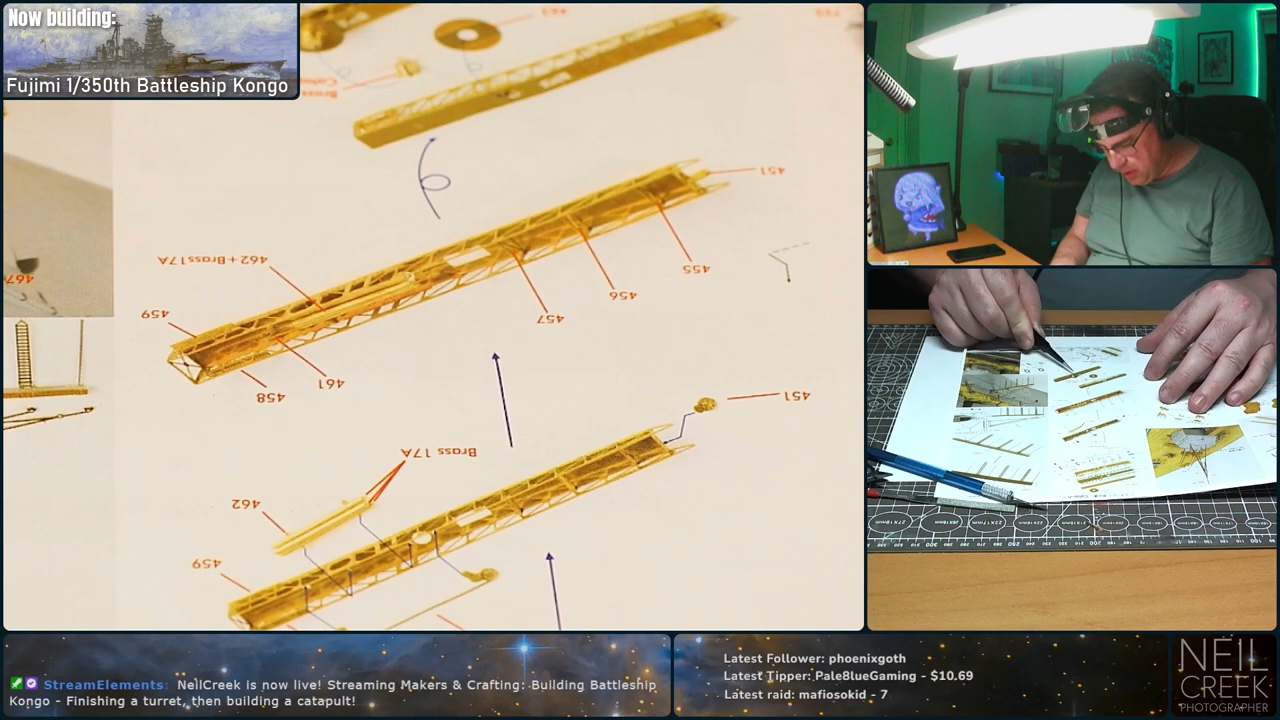 Now building:
Fujimi 1/350th Battleship Kongo
451
462+Brass17A
455
456
457
459
461
458
467
451
Brass 17A
462
459
StreamElements: NeilCreek is now live! Streaming Makers & Crafting: Building Battleship
Kongo - Finishing a turret, then building a catapult!
Latest Follower: phoenixgoth
Latest Tipper: PaleBlueGaming - $10.69
Latest raid: mafiosokid - 7
NEIL
CREEK
PHOTOGRAPHER